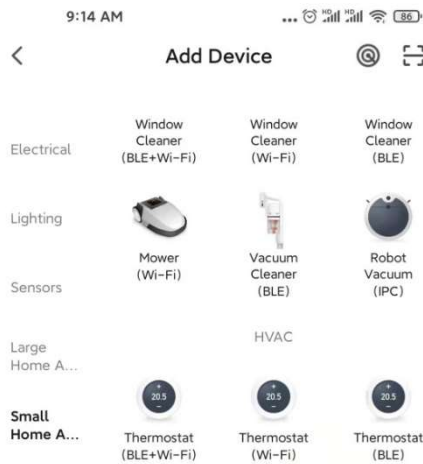 9:14 AM
HD HD 86
Add Device
Electrical
Lighting
Sensors
Large
Home A...
Small
Home A...
Window
Cleaner
(BLE+Wi-Fi)
Window
Cleaner
(Wi-Fi)
Window
Cleaner
(BLE)
Mower
(Wi-Fi)
Vacuum
Cleaner
(BLE)
Robot
Vacuum
(IPC)
HVAC
20.5
20.5
20.5
Thermostat
(BLE+Wi-Fi)
Thermostat
(Wi-Fi)
Thermostat
(BLE)